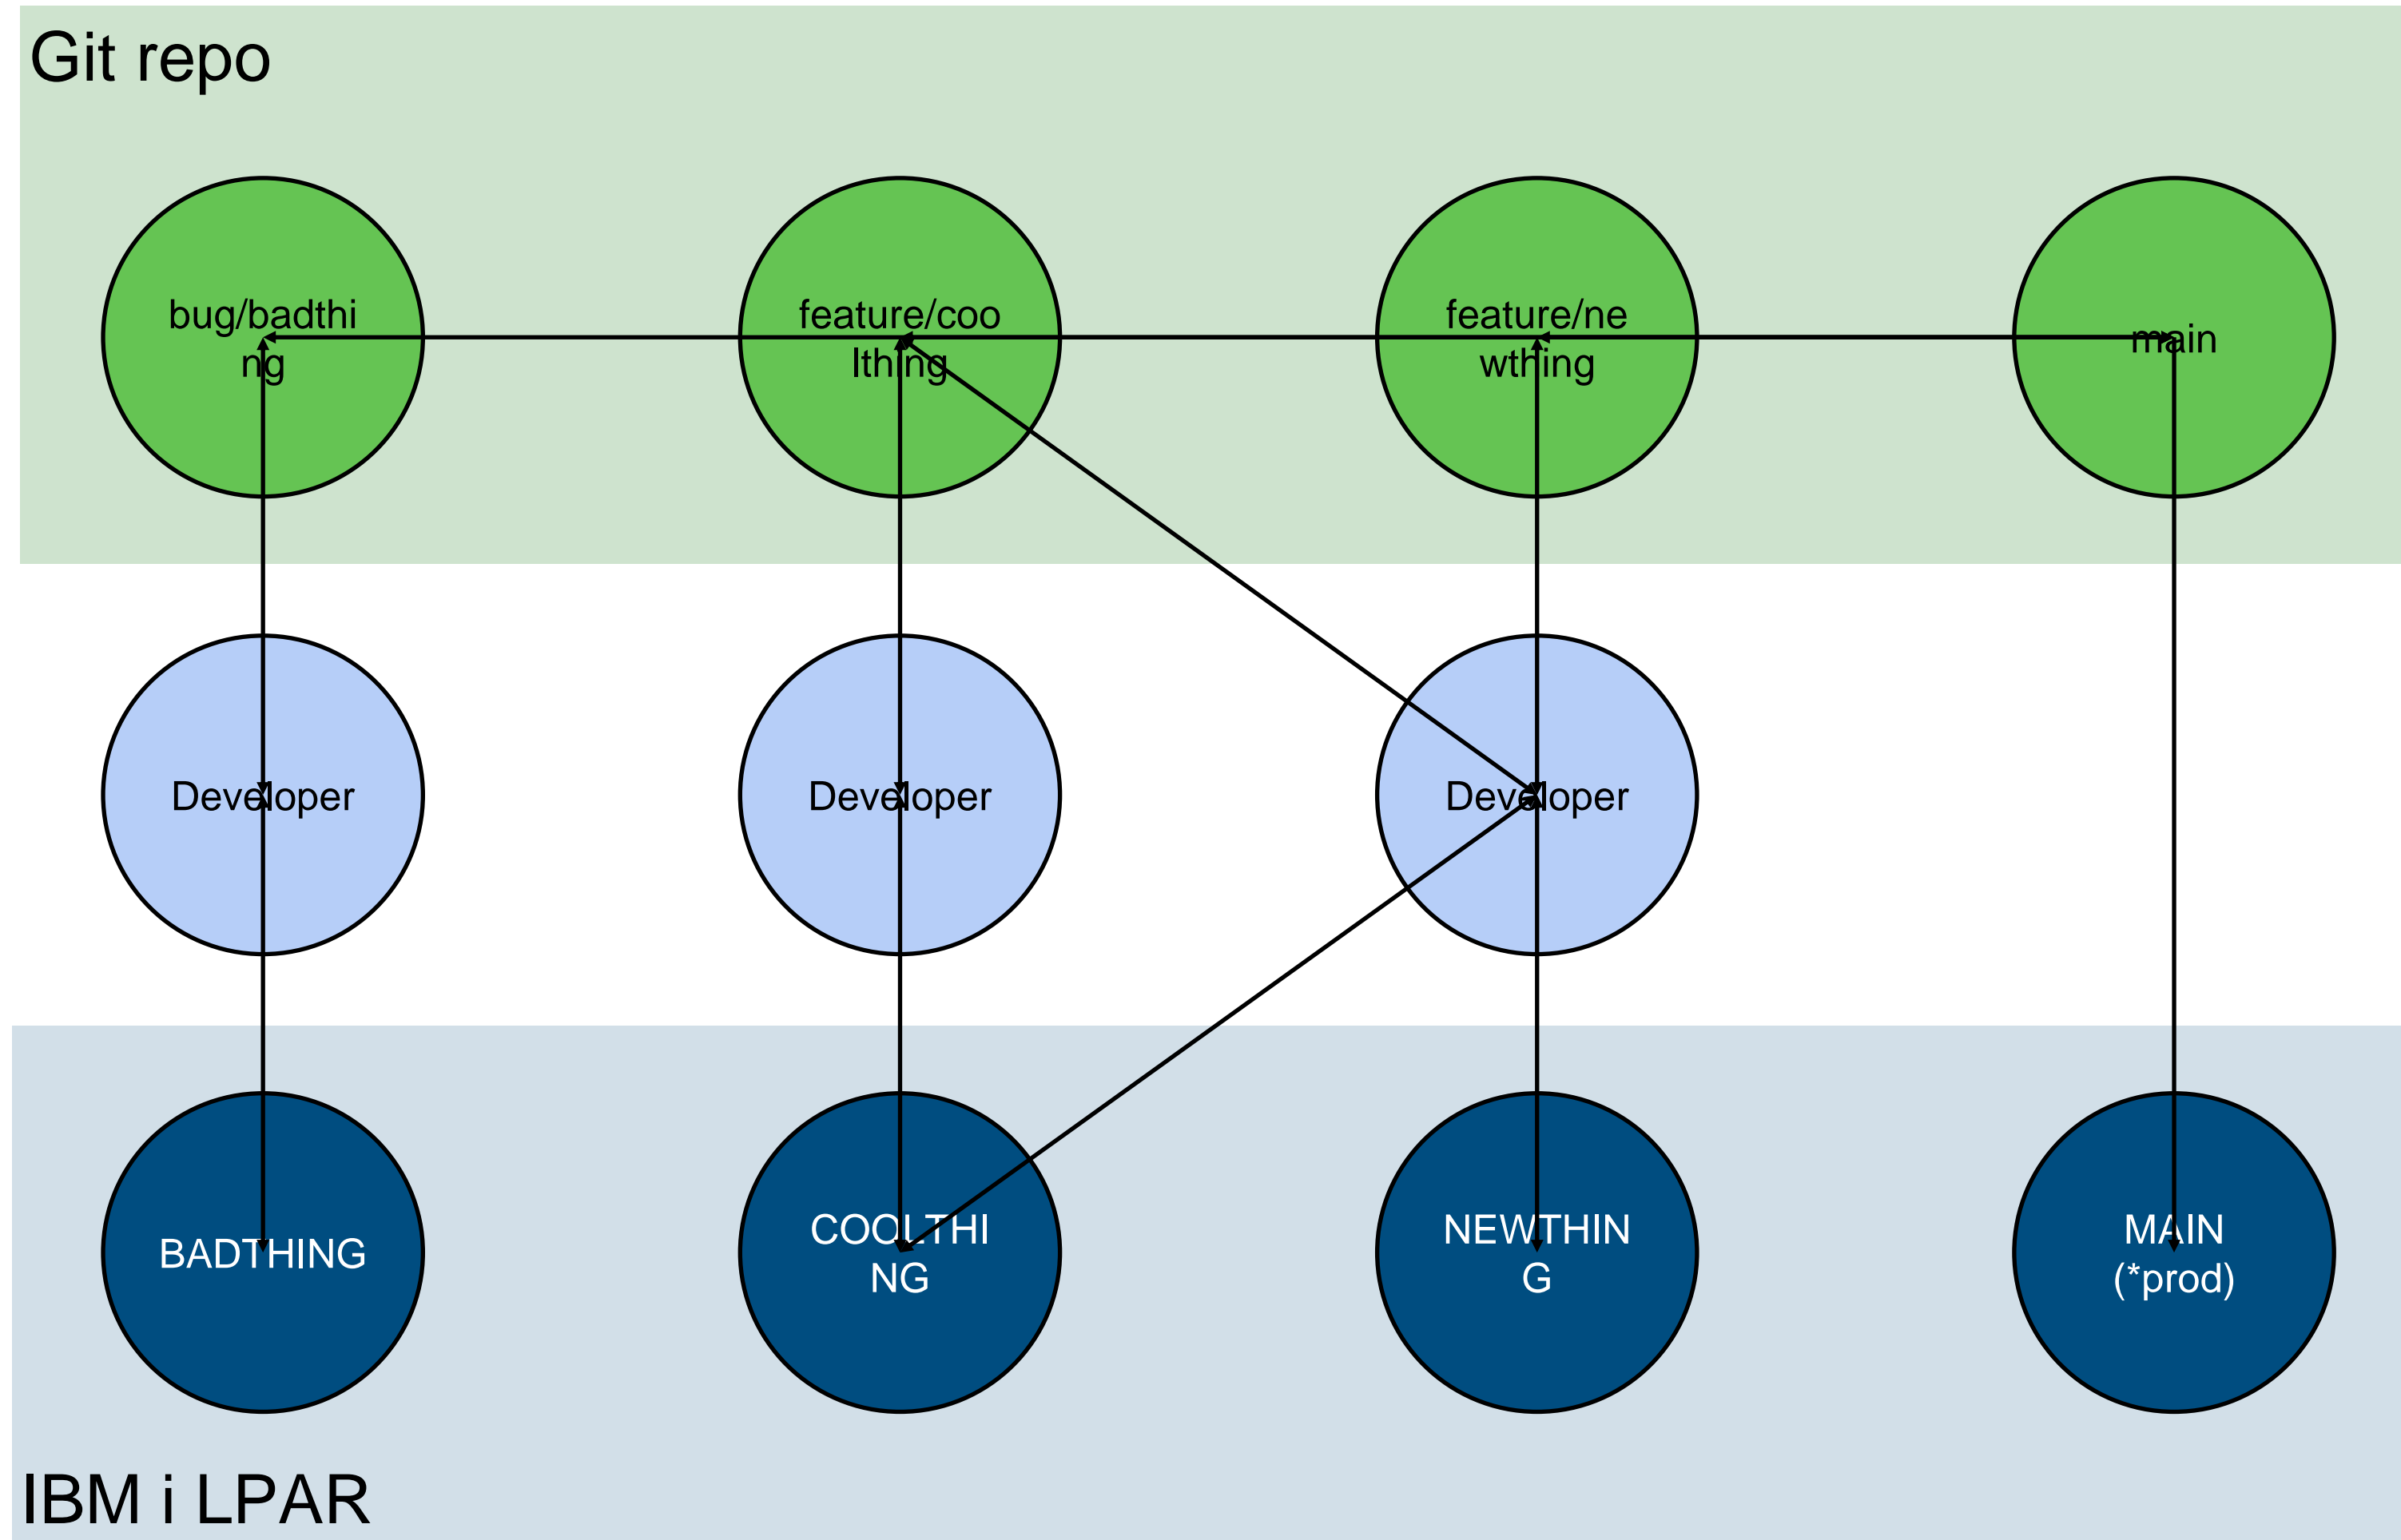 Git repo
bug/badthi
ng
feature/coo
lthing
feature/ne
wthing
main
Developer
Developer
Developer
BADTHING
COOLTHI
NG
NEWTHIN
G
MAIN
(*prod)
IBM i LPAR